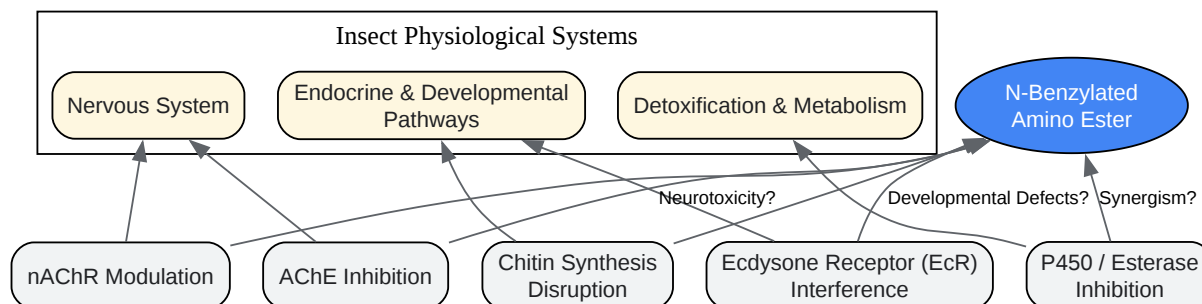 Insect Physiological Systems
Nervous System
Endocrine & Developmental
Pathways
Detoxification & Metabolism
N-Benzylated
Amino Ester
Neurotoxicity?
Developmental Defects?
Synergism?
nAChR Modulation
AChE Inhibition
Chitin Synthesis
Disruption
Ecdysone Receptor (EcR)
Interference
P450 / Esterase
Inhibition